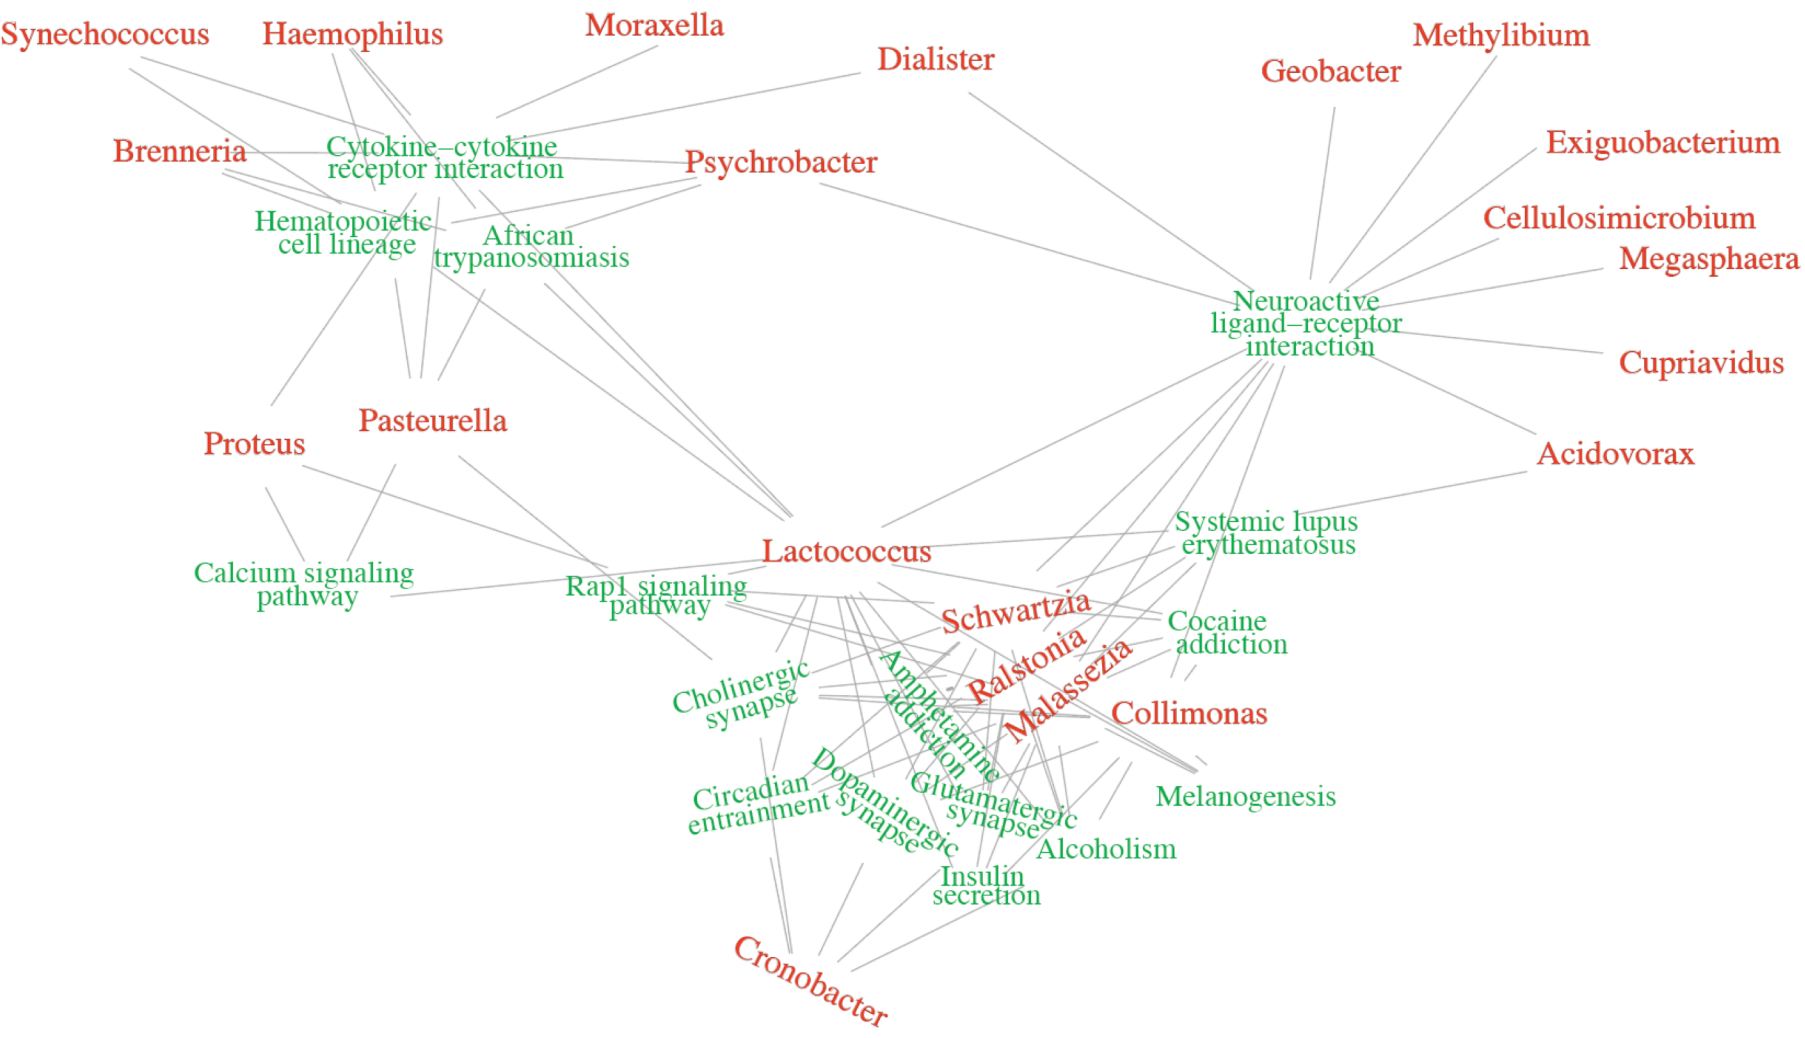 Synechococcus
Haemophilus
Moraxella
Dialister
Methylibium
Geobacter
Brenneria
Cytokine–cytokine
receptor interaction
Psychrobacter
Exiguobacterium
Hematopoietic
cell lineage
African
trypanosomiasis
Cellulosimicrobium
Megasphaera
Neuroactive
ligand–receptor
interaction
Cupriavidus
Proteus
Pasteurella
Acidovorax
Lactococcus
Systemic lupus
erythematosus
Calcium signaling
pathway
Rap1 signaling
pathway
Schwartzia
Cocaine
addiction
Ralstonia
Malassezia
Cholinergic
synapse
Amphetamine
addiction
Collimonas
Circadian
entrainment
Dopaminergic
synapse
Glutamatergic
synapse
Melanogenesis
Alcoholism
Insulin
secretion
Cronobacter